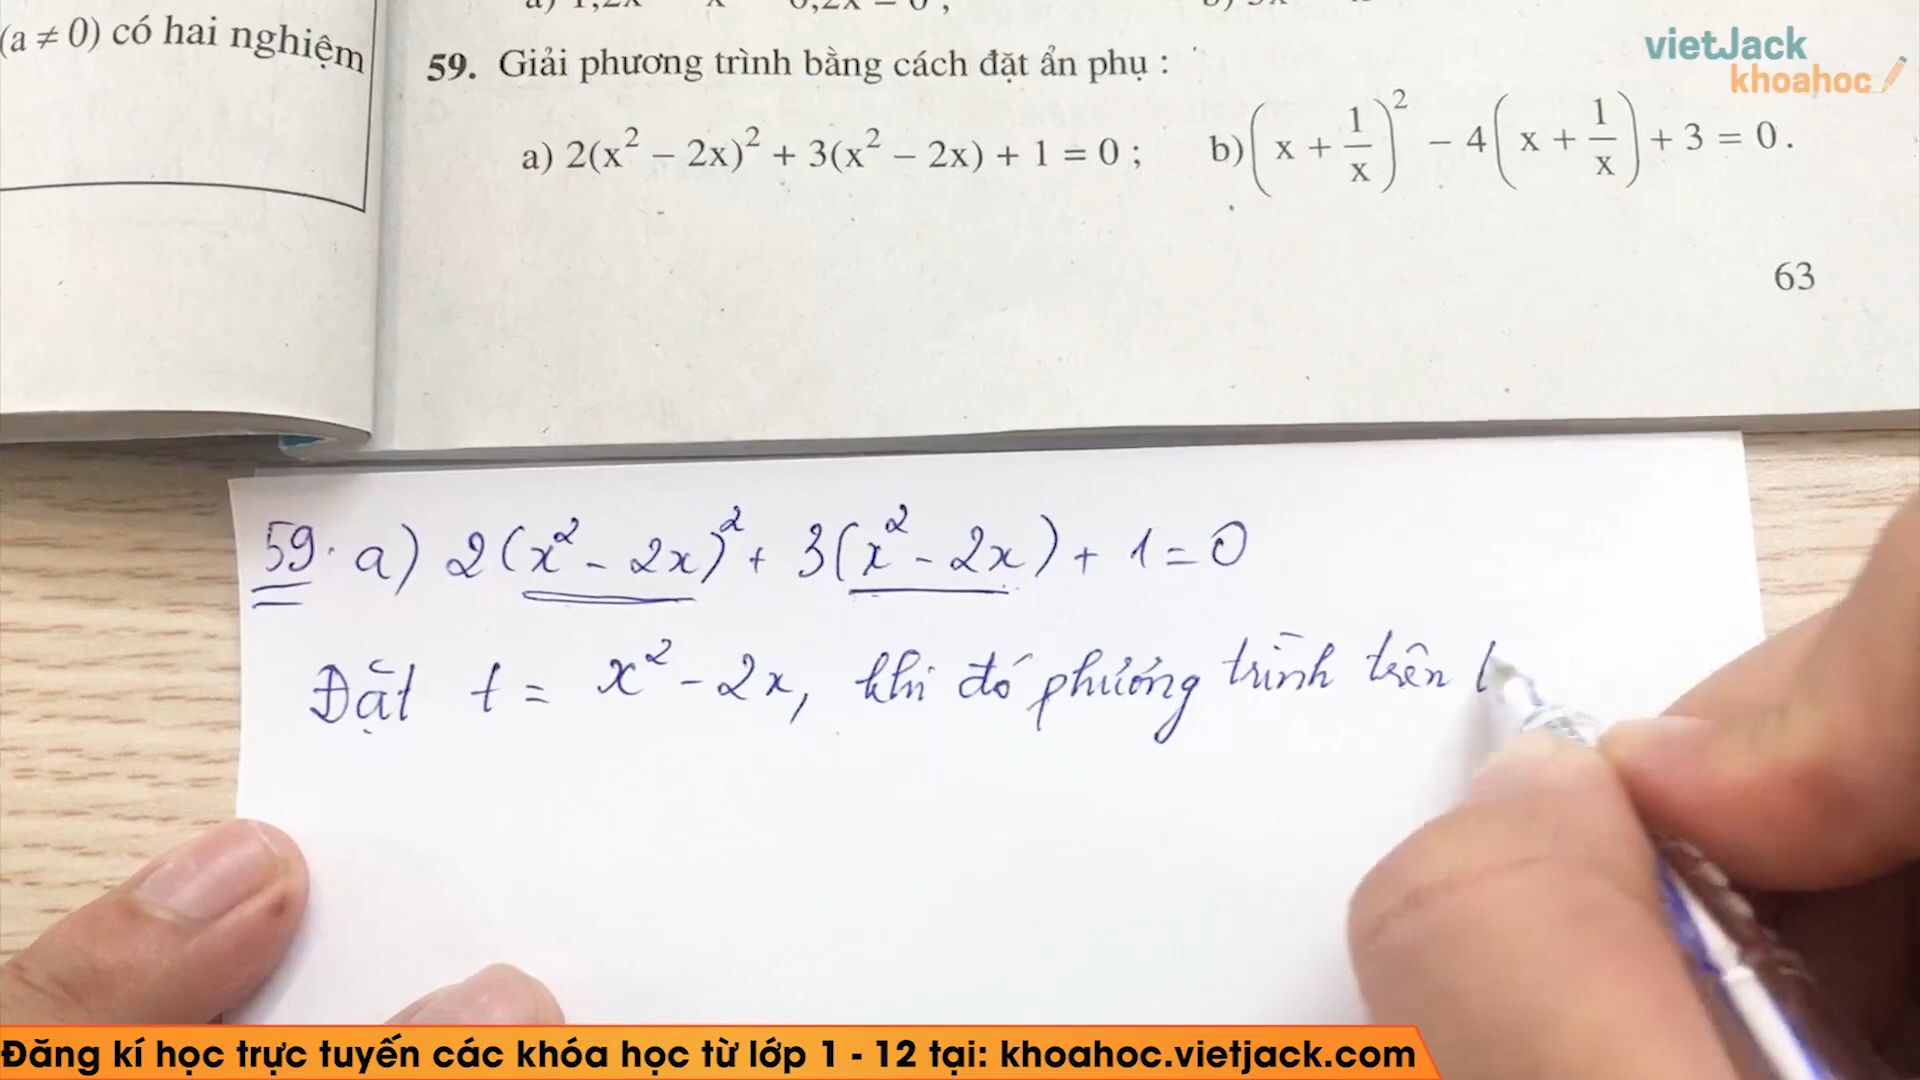 (a ≠ 0) có hai nghiệm
59. Giải phương trình bằng cách đặt ẩn phụ :
a) 2(x² – 2x)² + 3(x² – 2x) + 1 = 0 ; b) (x + 1/x)² – 4(x + 1/x) + 3 = 0 .
63
vietJack
khoahoc
59. a) 2(x² - 2x)² + 3(x² - 2x) + 1 = 0
Đặt t = x² - 2x, khi đó phương trình trên
Đăng kí học trực tuyến các khóa học từ lớp 1 - 12 tại: khoahoc.vietjack.com